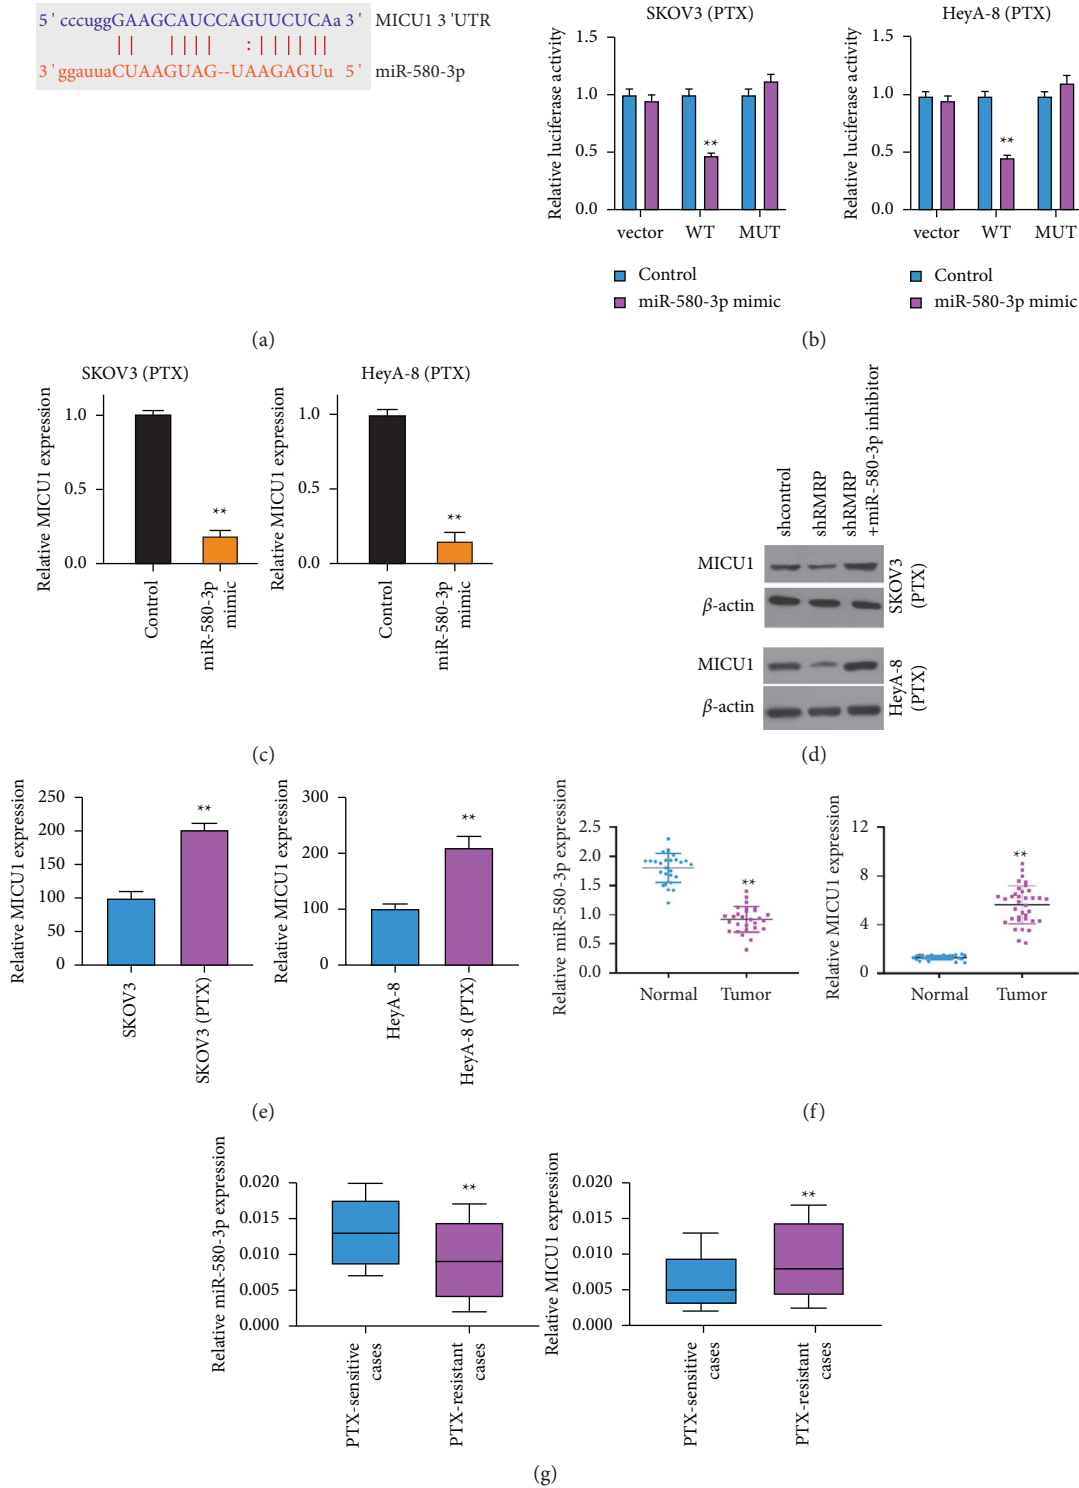 5 ' cccuggGAAGCAUCCAGUUCUCAa 3 ' MICU1 3 'UTR
3 ' ggauuaCUAAGUAG--UAAGAGUu 5 ' miR-580-3p
(a)
SKOV3 (PTX)
Relative luciferase activity
1.5
1.0
0.5
0.0
**
vector WT MUT
Control
miR-580-3p mimic
HeyA-8 (PTX)
Relative luciferase activity
1.5
1.0
0.5
0.0
**
vector WT MUT
Control
miR-580-3p mimic
(b)
SKOV3 (PTX)
Relative MICU1 expression
1.0
0.5
0.0
**
Control
miR-580-3p
mimic
HeyA-8 (PTX)
Relative MICU1 expression
1.0
0.5
0.0
**
Control
miR-580-3p
mimic
(c)
shcontrol
shRMRP
shRMRP
+miR-580-3p inhibitor
MICU1
β-actin
SKOV3
(PTX)
MICU1
β-actin
HeyA-8
(PTX)
(d)
Relative MICU1 expression
250
200
150
100
50
0
**
SKOV3
SKOV3 (PTX)
Relative MICU1 expression
300
200
100
0
**
HeyA-8
HeyA-8 (PTX)
(e)
Relative miR-580-3p expression
2.5
2.0
1.5
1.0
0.5
0.0
**
Normal Tumor
Relative MICU1 expression
12
8
4
0
**
Normal Tumor
(f)
Relative miR-580-3p expression
0.020
0.015
0.010
0.005
0.000
**
PTX-sensitive
cases
PTX-resistant
cases
Relative MICU1 expression
0.020
0.015
0.010
0.005
0.000
**
PTX-sensitive
cases
PTX-resistant
cases
(g)